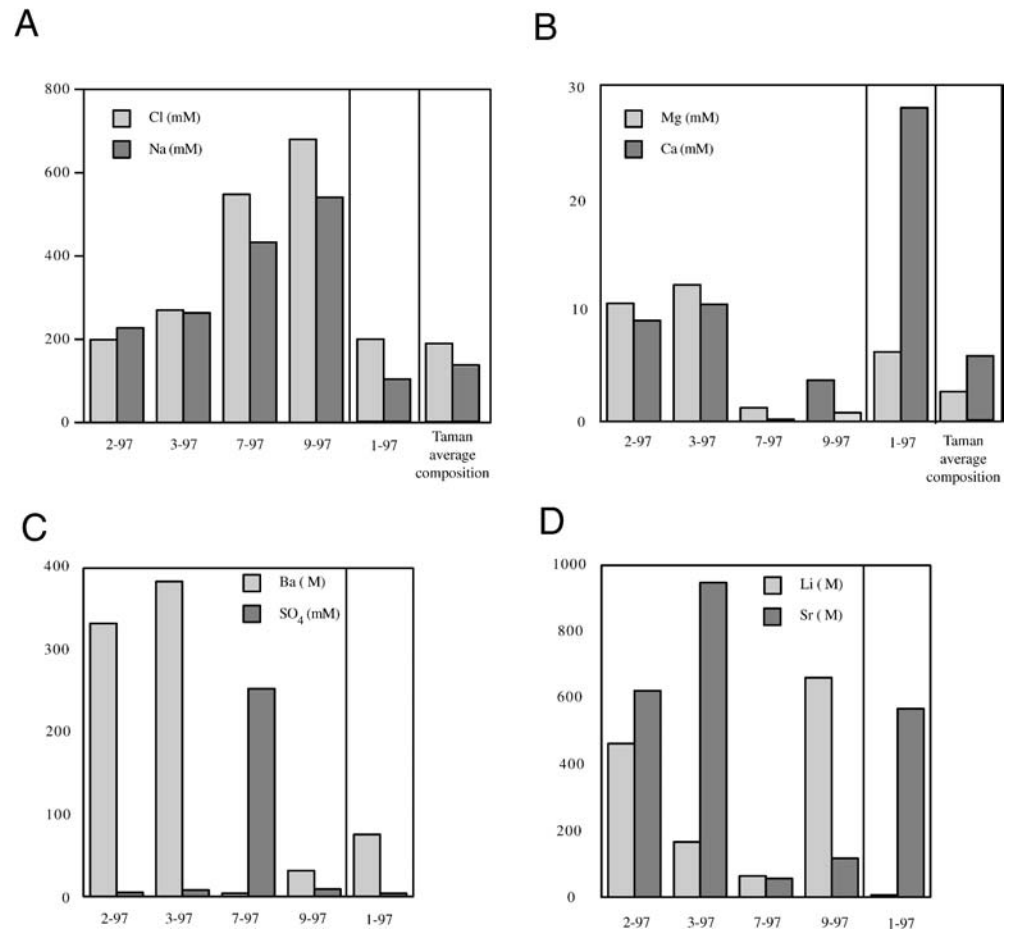 A
800
600
400
200
0
Cl (mM)
Na (mM)
2-97 3-97 7-97 9-97 1-97 Taman
average
composition
B
30
20
10
0
Mg (mM)
Ca (mM)
2-97 3-97 7-97 9-97 1-97 Taman
average
composition
C
400
300
200
100
0
Ba ( M)
SO4 (mM)
2-97 3-97 7-97 9-97 1-97
D
1000
800
600
400
200
0
Li ( M)
Sr ( M)
2-97 3-97 7-97 9-97 1-97